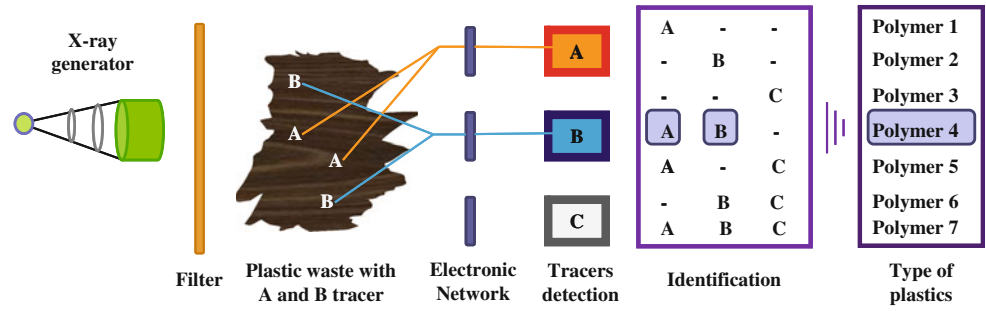 X-ray
generator
Filter
B
A
A
B
Plastic waste with
A and B tracer
Electronic
Network
A
B
C
Tracers
detection
A - -
- B -
- - C
A B -
A - C
- B C
A B C
Identification
Polymer 1
Polymer 2
Polymer 3
Polymer 4
Polymer 5
Polymer 6
Polymer 7
Type of
plastics